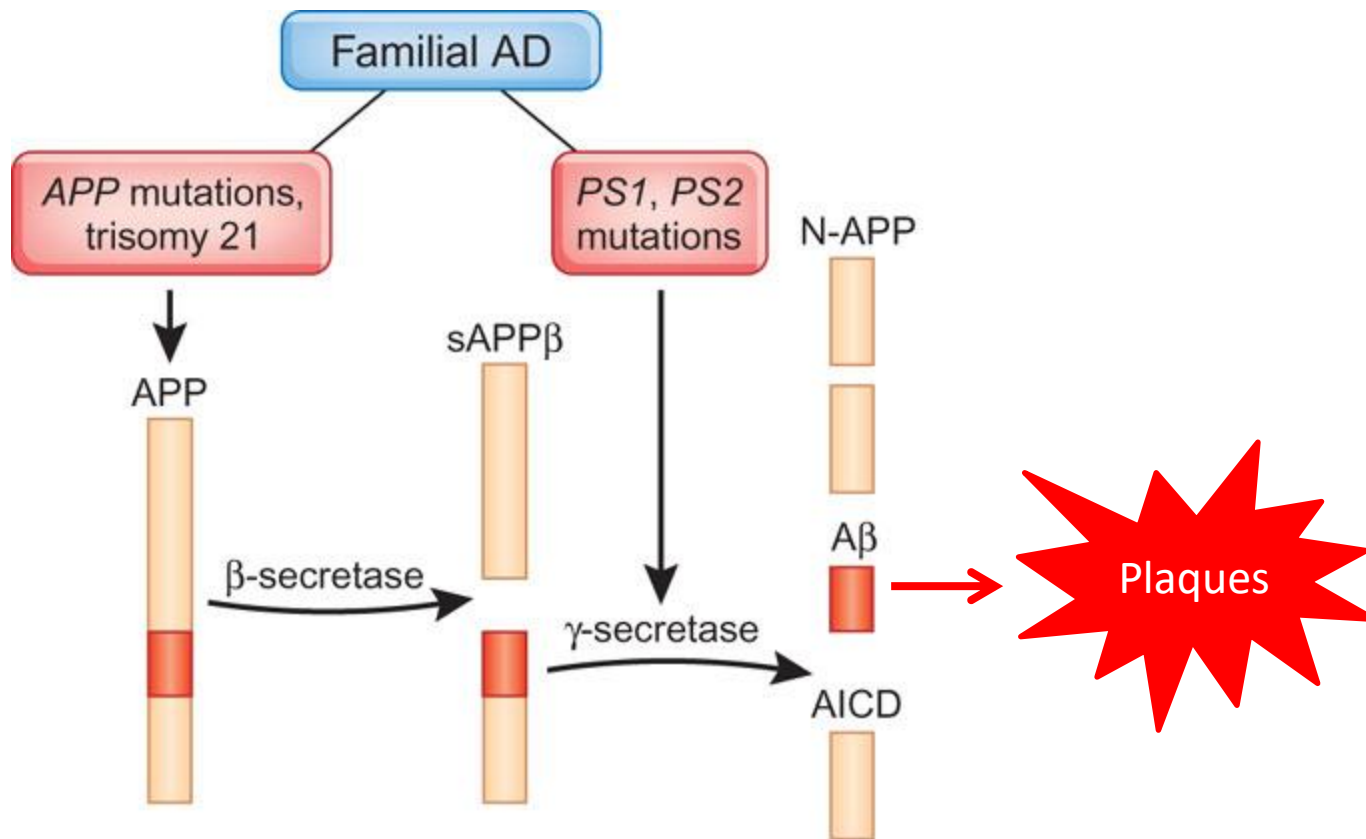 Familial AD
APP mutations,
trisomy 21
PS1, PS2
mutations
N-APP
sAPPβ
APP
β-secretase
Aβ
Plaques
γ-secretase
AICD